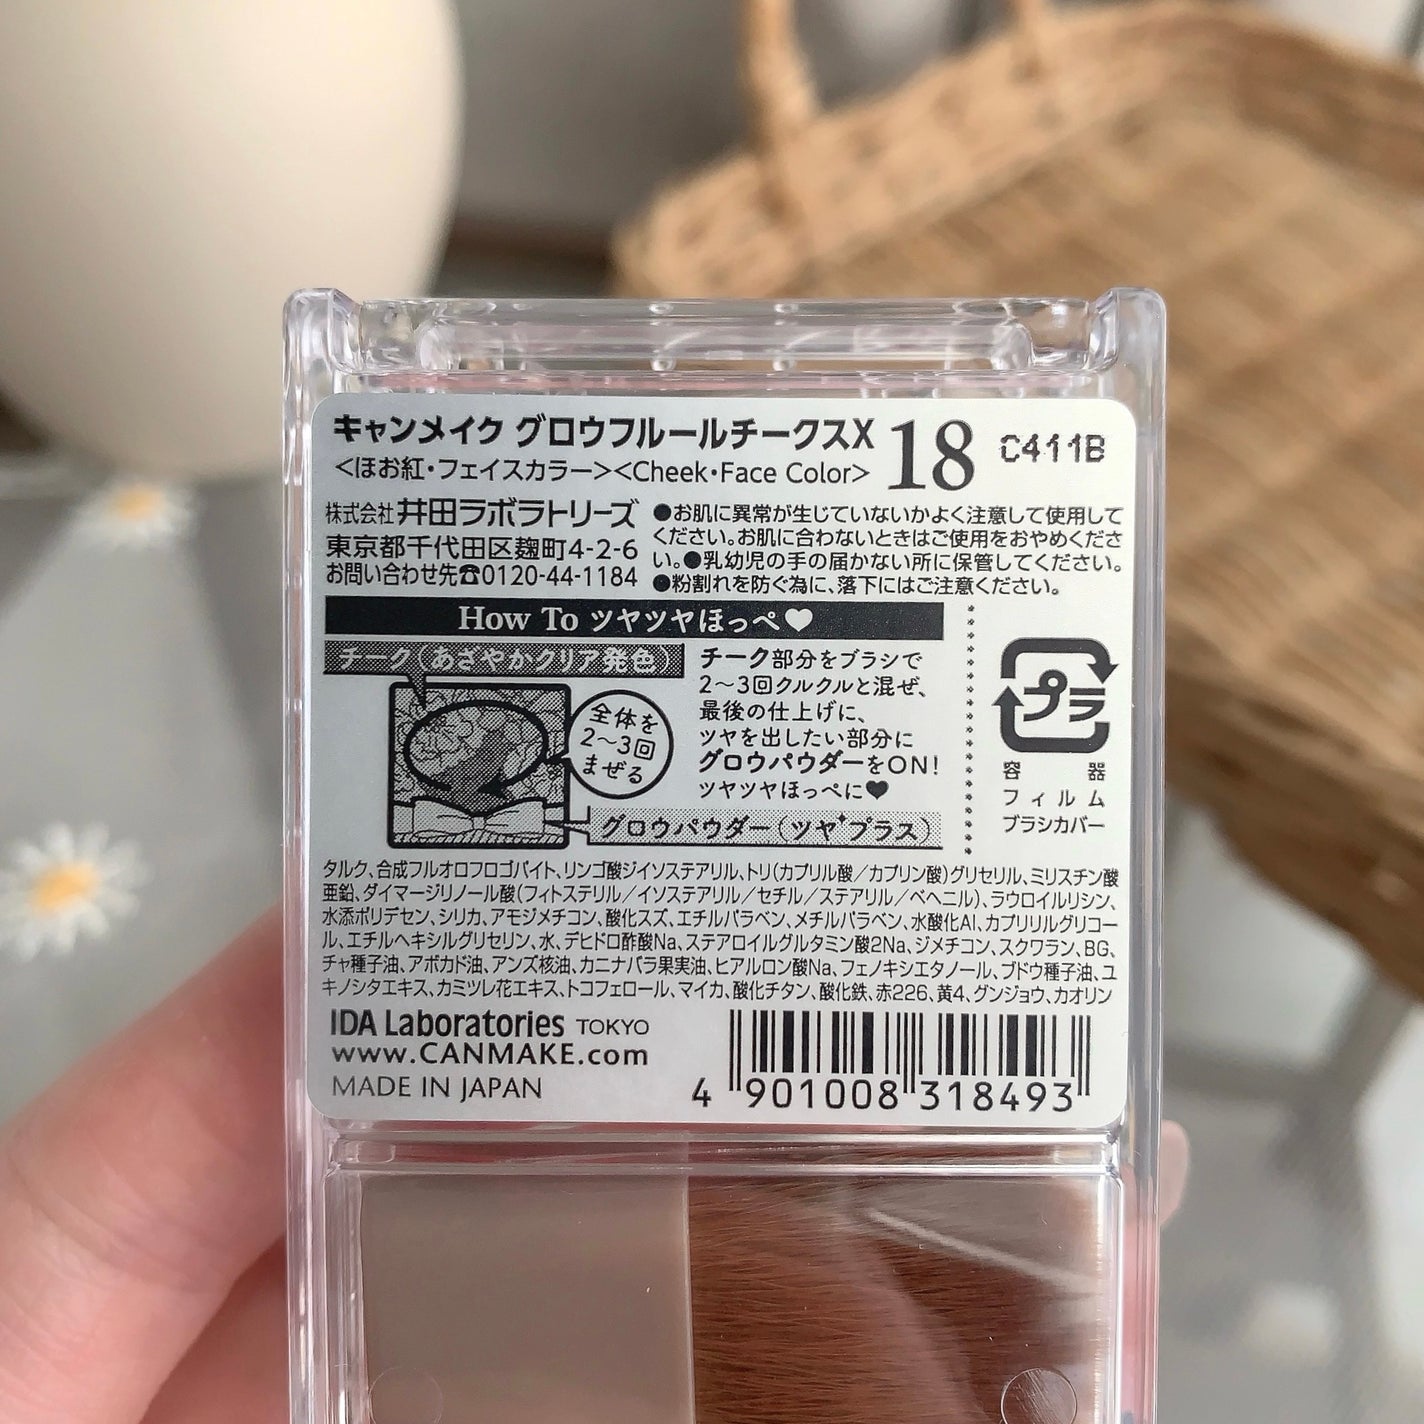 キャンメイク グロウフルールチークスX 18 C411B
<ほお紅・フェイスカラー><Cheek・Face Color>
株式会社 井田ラボラトリーズ
東京都千代田区麹町4-2-6
お問い合わせ先☎0120-44-1184
●お肌に異常が生じていないかよく注意して使用して
ください。お肌に合わないときはご使用をおやめくださ
い。●乳幼児の手の届かない所に保管してください。
●粉割れを防ぐ為に、落下にはご注意ください。
How To ツヤツヤほっぺ♥
チーク(あざやかクリア発色)
全体を
2〜3回
まぜる
グロウパウダー(ツヤ✦プラス)
チーク部分をブラシで
2〜3回クルクルと混ぜ、
最後の仕上げに、
ツヤを出したい部分に
グロウパウダーをON!
ツヤツヤほっぺに♥
プラ
容器
フィルム
ブラシカバー
タルク、合成フルオロフロゴパイト、リンゴ酸ジイソステアリル、トリ(カプリル酸/カプリン酸)グリセリル、ミリスチン酸
亜鉛、ダイマージリノール酸(フィトステリル/イソステアリル/セチル/ステアリル/ベヘニル)、ラウロイルリシン、
水添ポリデセン、シリカ、アモジメチコン、酸化スズ、エチルパラベン、メチルパラベン、水酸化Al、カプリリルグリコー
ル、エチルヘキシルグリセリン、水、デヒドロ酢酸Na、ステアロイルグルタミン酸2Na、ジメチコン、スクワラン、BG、
チャ種子油、アボカド油、アンズ核油、カニナバラ果実油、ヒアルロン酸Na、フェノキシエタノール、ブドウ種子油、ユ
キノシタエキス、カミツレ花エキス、トコフェロール、マイカ、酸化チタン、酸化鉄、赤226、黄4、グンジョウ、カオリン
IDA Laboratories TOKYO
www.CANMAKE.com
MADE IN JAPAN
4 901008 318493